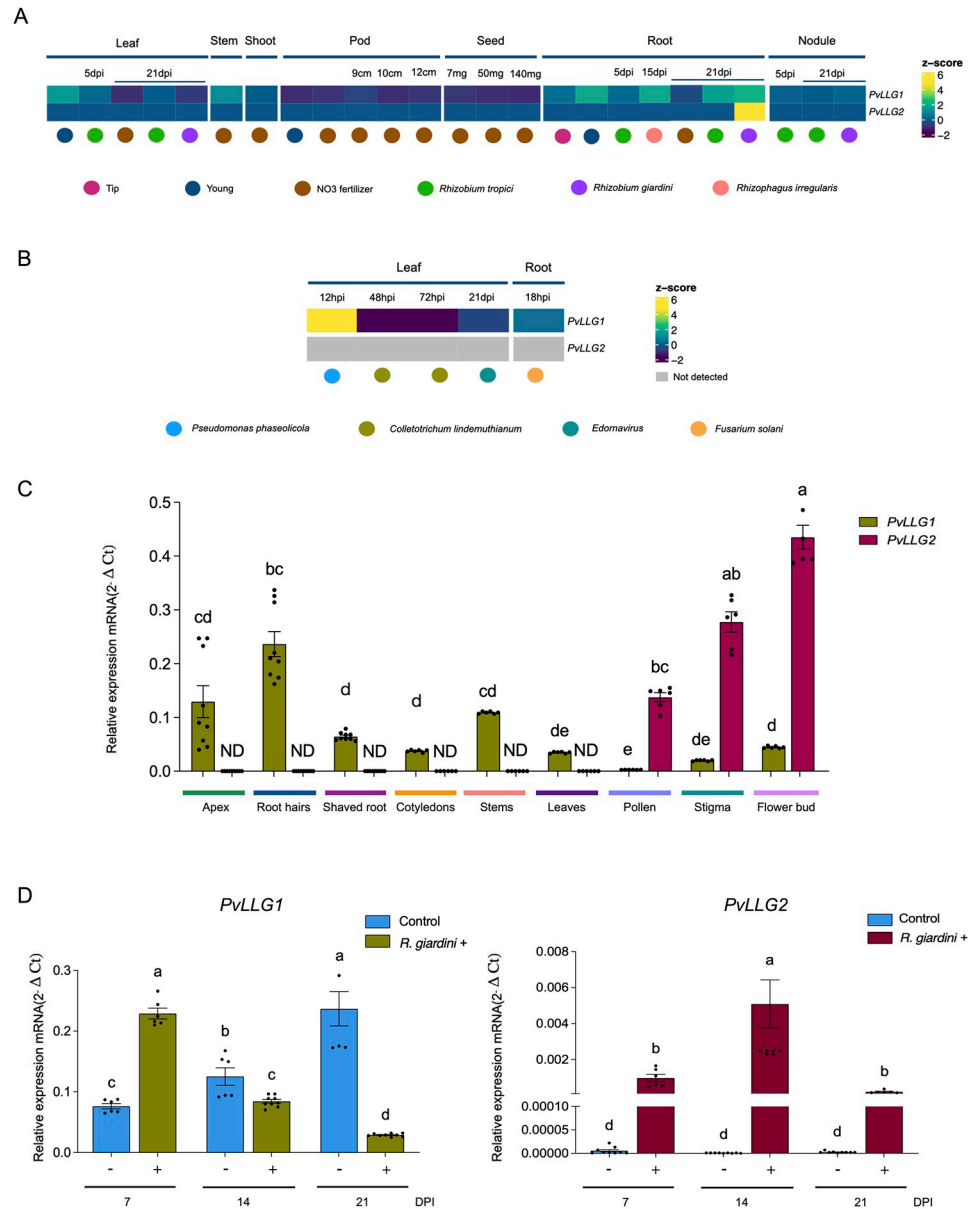 A
Leaf Stem Shoot Pod Seed Root Nodule
5dpi 21dpi 9cm 10cm 12cm 7mg 50mg 140mg 5dpi 15dpi 21dpi 5dpi 21dpi
z-score
PvLLG1
PvLLG2
6
4
2
0
−2
Tip Young NO3 fertilizer Rhizobium tropici Rhizobium giardini Rhizophagus irregularis
B
Leaf Root
12hpi 48hpi 72hpi 21dpi 18hpi
z-score
PvLLG1
PvLLG2
6
4
2
0
−2
Not detected
Pseudomonas phaseolicola Colletotrichum lindemuthianum Edornavirus Fusarium solani
C
Relative expression mRNA(2- Δ Ct)
0.5
0.4
0.3
0.2
0.1
0.0
cd ND bc ND d ND d ND cd ND de ND e bc de ab d a
PvLLG1
PvLLG2
Apex Root hairs Shaved root Cotyledons Stems Leaves Pollen Stigma Flower bud
D
PvLLG1
Control
R. giardini +
Relative expression mRNA(2- Δ Ct)
0.3
0.2
0.1
0.0
c a b c a d
- + - + - +
7 14 21 DPI
PvLLG2
Control
R. giardini +
Relative expression mRNA(2- Δ Ct)
0.008
0.006
0.004
0.002
0.00010
0.00005
0.00000
d b d a d b
- + - + - +
7 14 21 DPI